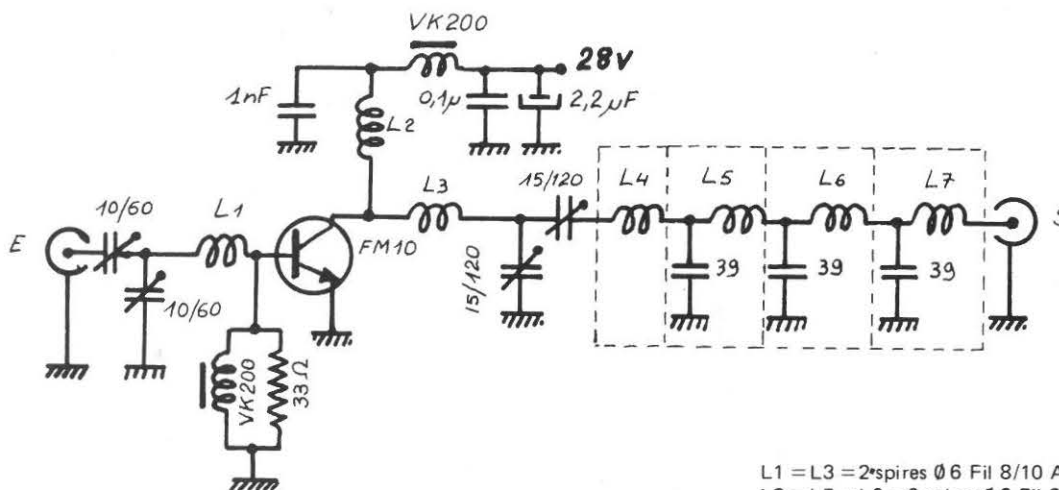 VK200
28V
1nF
0,1µ
2,2µF
L2
L3
15/120
L4
L5
L6
L7
10/60
L1
E
FM10
10/60
15/120
39
39
39
VK200
33Ω
L1 = L3 = 2 spires Ø 6 Fil 8/10 A